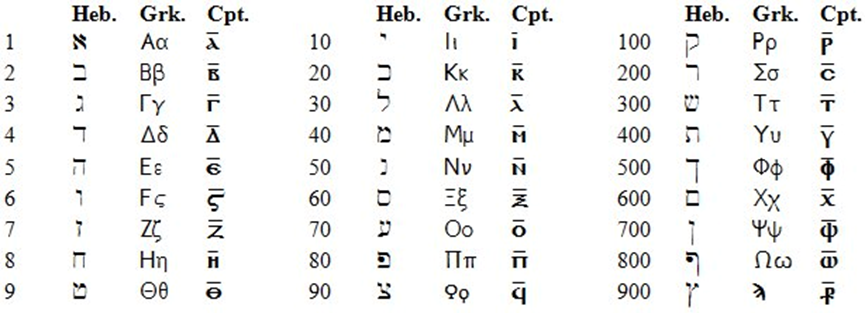 Heb. Grk. Cpt. Heb. Grk. Cpt. Heb. Grk. Cpt.
1 א Αα ⲁ̅ 10 י Ιι ⲓ̅ 100 ק Ρρ ⲣ̅
2 ב Ββ ⲃ̅ 20 כ Κκ ⲕ̅ 200 ר Σσ ⲥ̅
3 ג Γγ ⲅ̅ 30 ל Λλ ⲗ̅ 300 ש Ττ ⲧ̅
4 ד Δδ ⲇ̅ 40 מ Μμ ⲙ̅ 400 ת Υυ ⲩ̅
5 ה Εε ⲉ̅ 50 נ Νν ⲛ̅ 500 ך Φϕ ⲫ̅
6 ו Ϝς ⲋ̅ 60 ס Ξξ ⲝ̅ 600 ם Χχ ⲭ̅
7 ז Ζζ ⲍ̅ 70 ע Οο ⲟ̅ 700 ן Ψψ ⲯ̅
8 ח Ηη ⲏ̅ 80 פ Ππ ⲡ̅ 800 ף Ωω ⲱ̅
9 ט Θθ ⲑ̅ 90 צ Ϙϙ ϥ̅ 900 ץ ϡ ⳁ̅